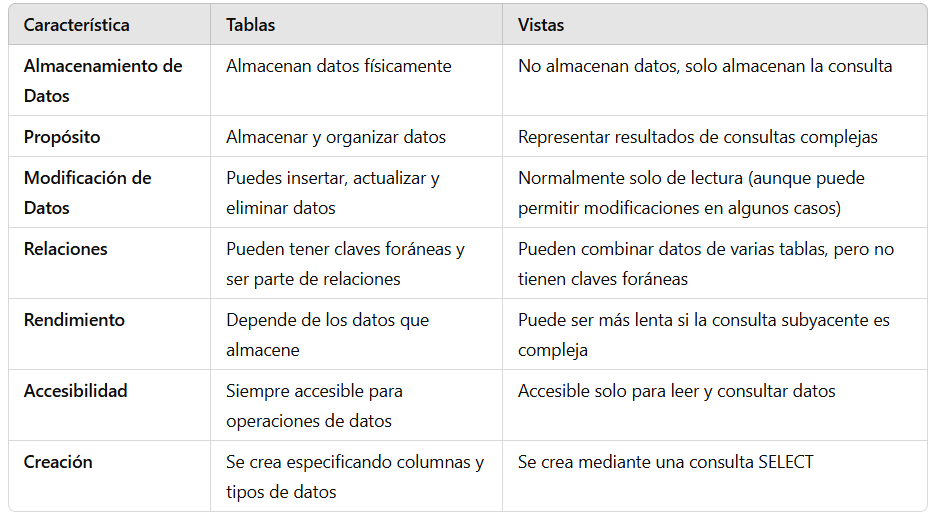 Característica Tablas Vistas
Almacenamiento de Datos Almacenan datos físicamente No almacenan datos, solo almacenan la consulta
Propósito Almacenar y organizar datos Representar resultados de consultas complejas
Modificación de Datos Puedes insertar, actualizar y eliminar datos Normalmente solo de lectura (aunque puede permitir modificaciones en algunos casos)
Relaciones Pueden tener claves foráneas y ser parte de relaciones Pueden combinar datos de varias tablas, pero no tienen claves foráneas
Rendimiento Depende de los datos que almacene Puede ser más lenta si la consulta subyacente es compleja
Accesibilidad Siempre accesible para operaciones de datos Accesible solo para leer y consultar datos
Creación Se crea especificando columnas y tipos de datos Se crea mediante una consulta SELECT